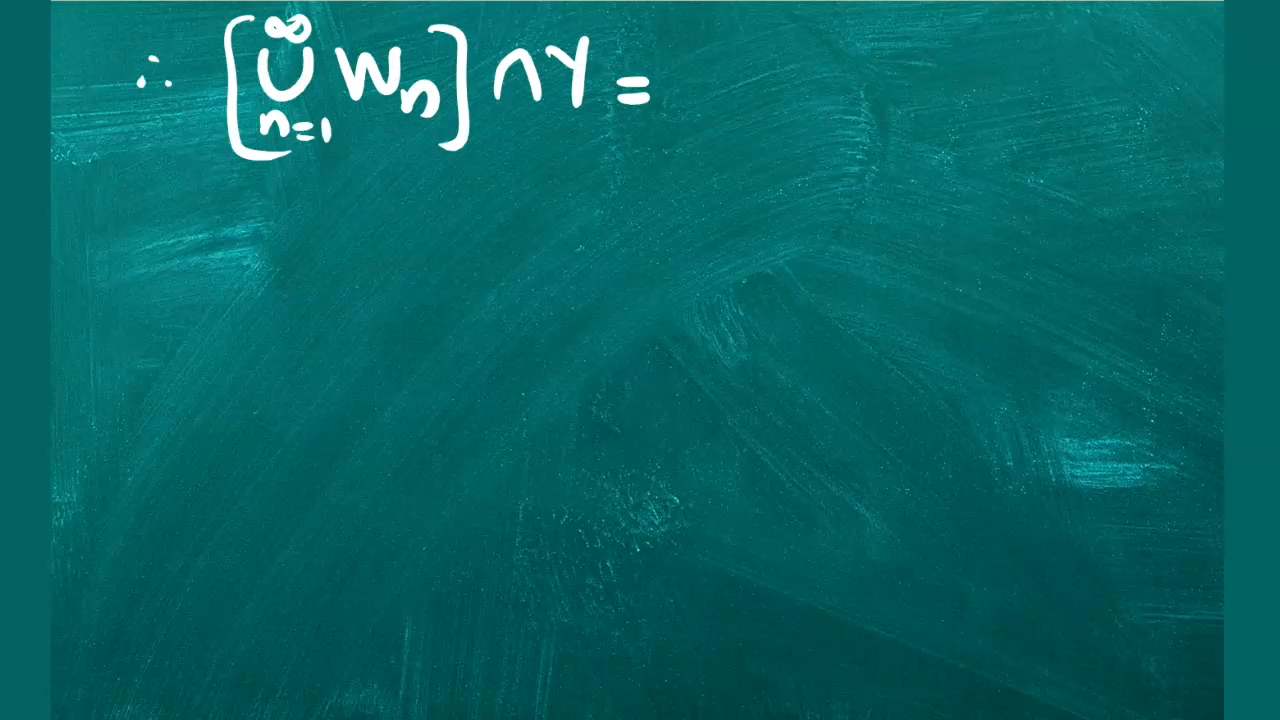 ∴ [⋃_{n=1}^{∞} W_n] ∩ Y =